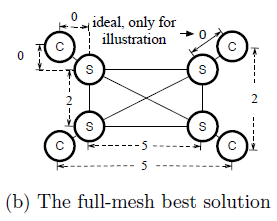 0 ideal, only for
illustration 0
C C
0
S S
2 2
S S
C 5 C
5
(b) The full-mesh best solution